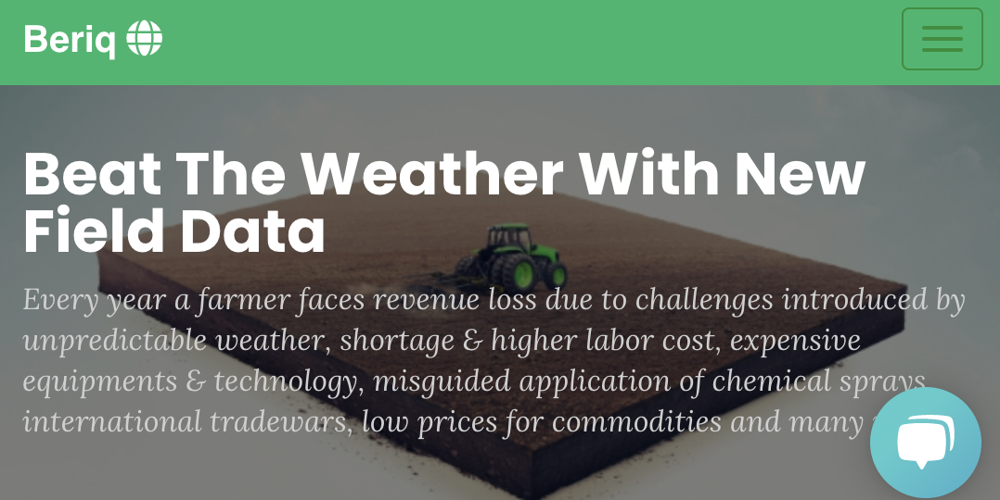 Beriq
Beat The Weather With New
Field Data
Every year a farmer faces revenue loss due to challenges introduced by
unpredictable weather, shortage & higher labor cost, expensive
equipments & technology, misguided application of chemical sprays,
international tradewars, low prices for commodities and many